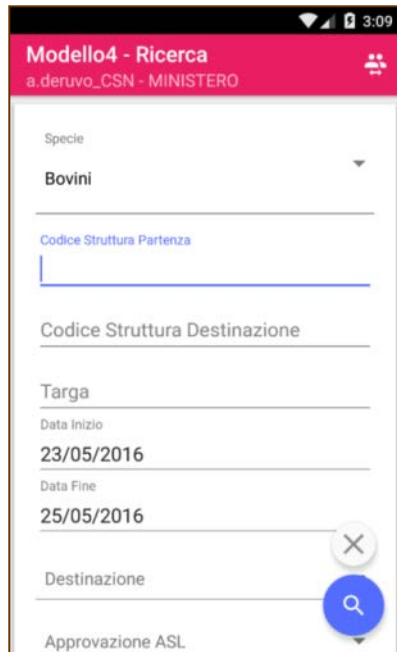 3:09
Modello4 - Ricerca
a.deruvo_CSN - MINISTERO
Specie
Bovini
Codice Struttura Partenza
Codice Struttura Destinazione
Targa
Data Inizio
23/05/2016
Data Fine
25/05/2016
Destinazione
Approvazione ASL